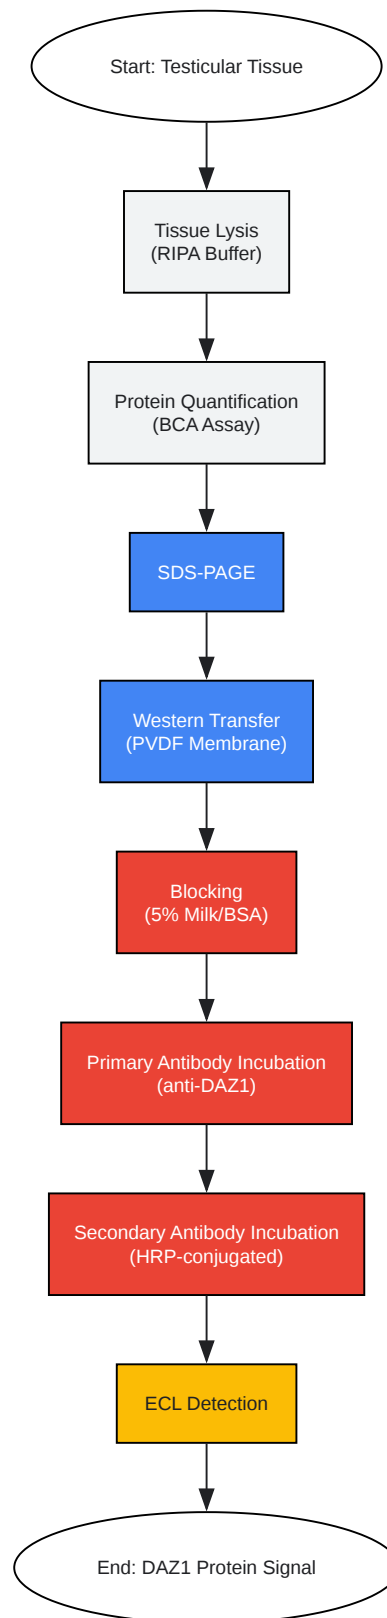 Start: Testicular Tissue
Tissue Lysis
(RIPA Buffer)
Protein Quantification
(BCA Assay)
SDS-PAGE
Western Transfer
(PVDF Membrane)
Blocking
(5% Milk/BSA)
Primary Antibody Incubation
(anti-DAZ1)
Secondary Antibody Incubation
(HRP-conjugated)
ECL Detection
End: DAZ1 Protein Signal